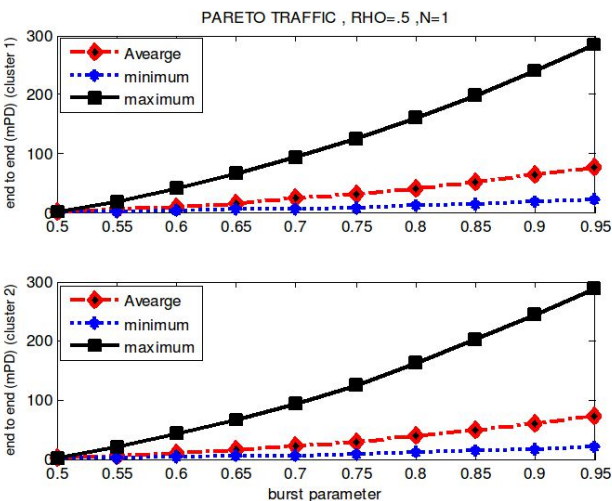 PARETO TRAFFIC , RHO=.5 ,N=1
end to end (mPD) (cluster 1)
300
200
100
0
Avearge
minimum
maximum
0.5 0.55 0.6 0.65 0.7 0.75 0.8 0.85 0.9 0.95
end to end (mPD) (cluster 2)
300
200
100
0
Avearge
minimum
maximum
0.5 0.55 0.6 0.65 0.7 0.75 0.8 0.85 0.9 0.95
burst parameter